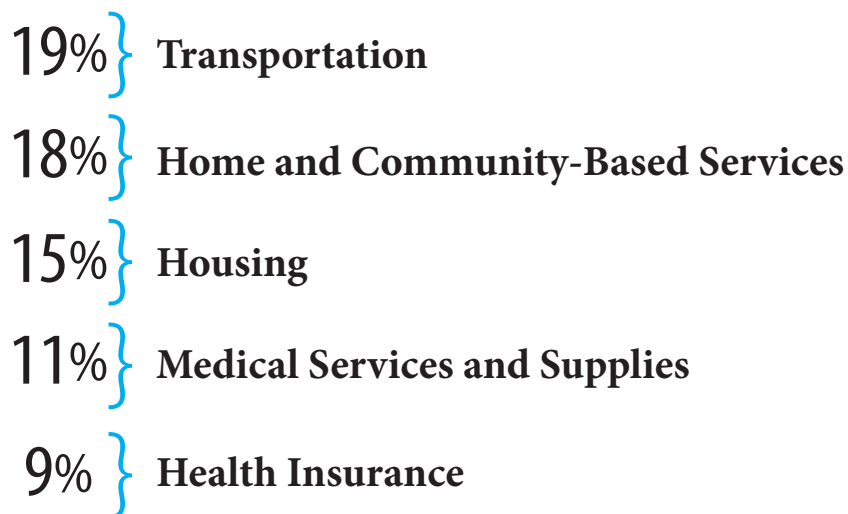 19% } Transportation
18% } Home and Community-Based Services
15% } Housing
11% } Medical Services and Supplies
9% } Health Insurance